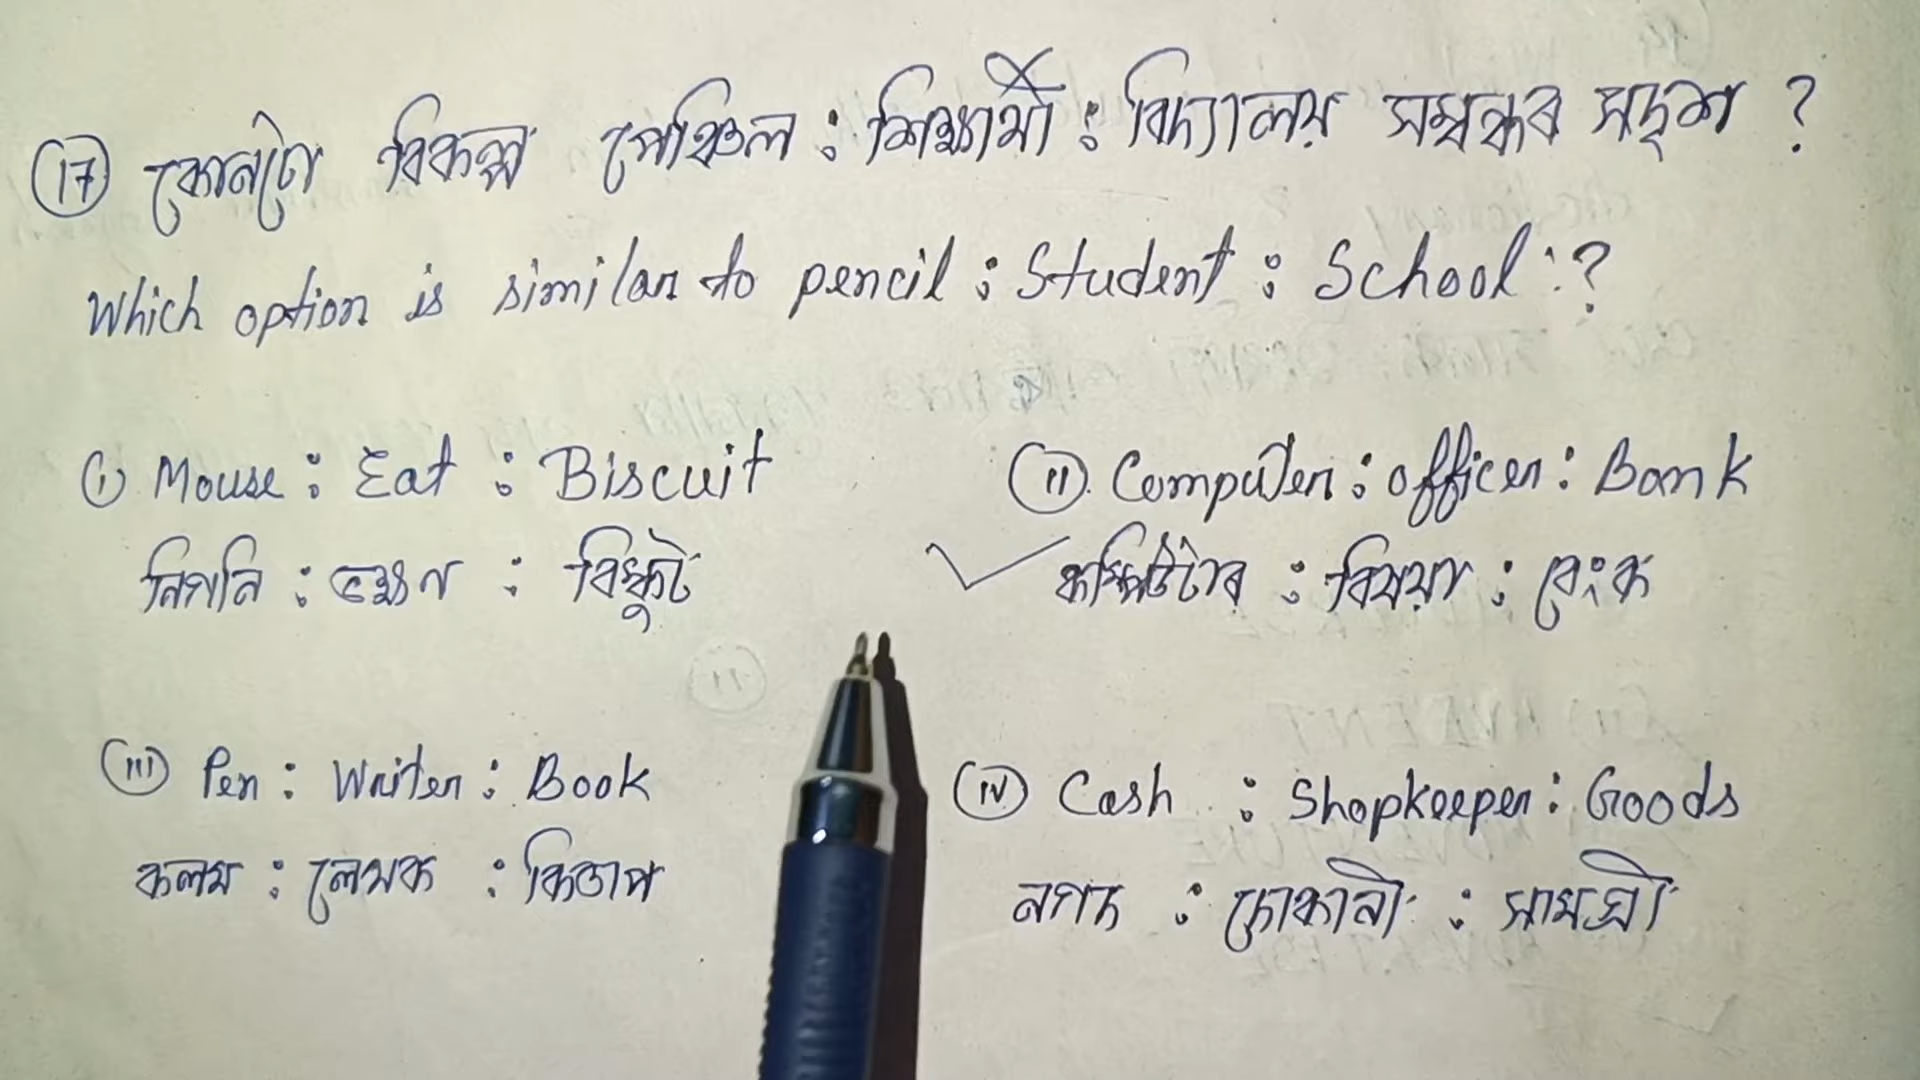 (17) কোনটো বিকল্প পেঞ্চিল : শিক্ষাৰ্থী : বিদ্যালয় সম্বন্ধৰ সদৃশ ?
Which option is similar to pencil : Student : School : ?
(i) Mouse : Eat : Biscuit
নিগনি : ভক্ষণ : বিস্কুট
(ii) Computer : officer : Bank
কম্পিউটাৰ : বিষয়া : বেংক
(iii) Pen : Writer : Book
কলম : লেখক : কিতাপ
(iv) Cash : Shopkeeper : Goods
নগদ : দোকানী : সামগ্ৰী